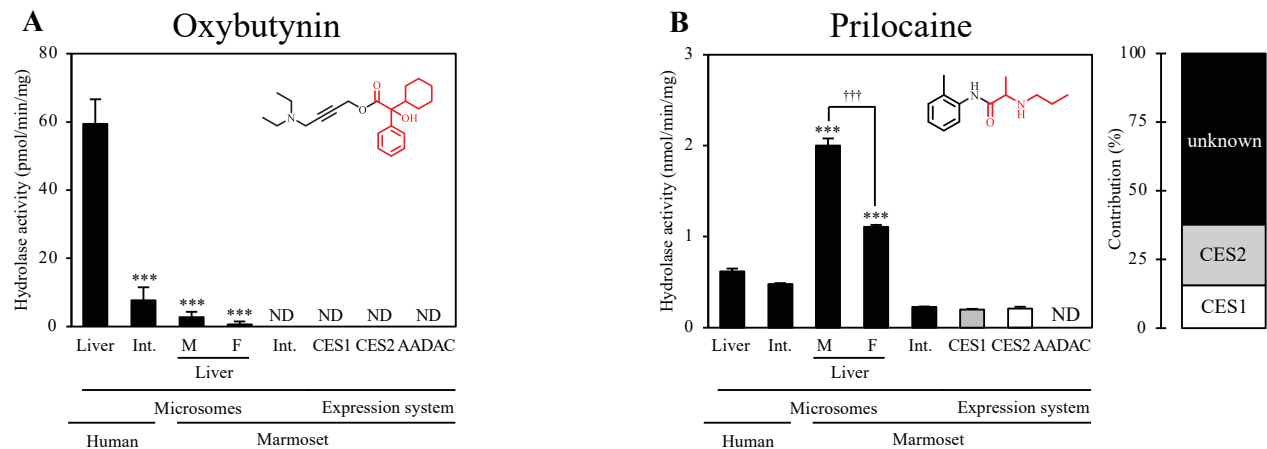 A
Oxybutynin
Hydrolase activity (pmol/min/mg)
80
60
40
20
0
O
O
OH
N
***
***
***
ND
ND
ND
ND
Liver
Int.
M
F
Int.
CES1
CES2
AADAC
Liver
Microsomes
Expression system
Human
Marmoset
B
Prilocaine
Hydrolase activity (nmol/min/mg)
3
2
1
0
H
N
O
N
H
†††
***
***
ND
Liver
Int.
M
F
Int.
CES1
CES2
AADAC
Liver
Microsomes
Expression system
Human
Marmoset
Contribution (%)
100
75
50
25
0
unknown
CES2
CES1